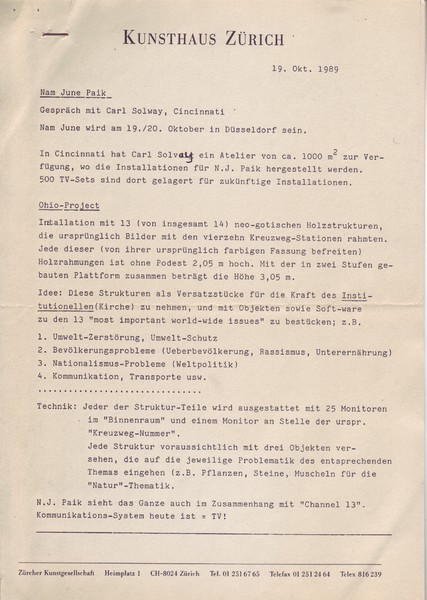 KUNSTHAUS ZÜRICH
19. Okt. 1989
Nam June Paik
Gespräch mit Carl Solway, Cincinnati
Nam June wird am 19./20. Oktober in Düsseldorf sein.
In Cincinnati hat Carl Solway ein Atelier von ca. 1000 m² zur Ver-
fügung, wo die Installationen für N.J. Paik hergestellt werden.
500 TV-Sets sind dort gelagert für zukünftige Installationen.
Ohio-Project
Installation mit 13 (von insgesamt 14) neo-gotischen Holzstrukturen,
die ursprünglich Bilder mit den vierzehn Kreuzweg-Stationen rahmten.
Jede dieser (von ihrer ursprünglich farbigen Fassung befreiten)
Holzrahmungen ist ohne Podest 2,05 m hoch. Mit der in zwei Stufen ge-
bauten Plattform zusammen beträgt die Höhe 3,05 m.
Idee: Diese Strukturen als Versatzstücke für die Kraft des Insti-
tutionellen(Kirche) zu nehmen, und mit Objekten sowie Soft-ware
zu den 13 "most important world-wide issues" zu bestücken; z.B.
1. Umwelt-Zerstörung, Umwelt-Schutz
2. Bevölkerungsprobleme (Ueberbevölkerung, Rassismus, Unterernährung)
3. Nationalismus-Probleme (Weltpolitik)
4. Kommunikation, Transporte usw.
................................
Technik: Jeder der Struktur-Teile wird ausgestattet mit 25 Monitoren
im "Binnenraum" und einem Monitor an Stelle der urspr.
"Kreuzweg-Nummer".
Jede Struktur voraussichtlich mit drei Objekten ver-
sehen, die auf die jeweilige Problematik des entsprechenden
Themas eingehen (z.B. Pflanzen, Steine, Muscheln für die
"Natur"-Thematik.
N.J. Paik sieht das Ganze auch im Zusammenhang mit "Channel 13".
Kommunikations-System heute ist = TV!
Zürcher Kunstgesellschaft Heimplatz 1 CH-8024 Zürich Tel. 01 251 67 65 Telefax 01 251 24 64 Telex 816 239